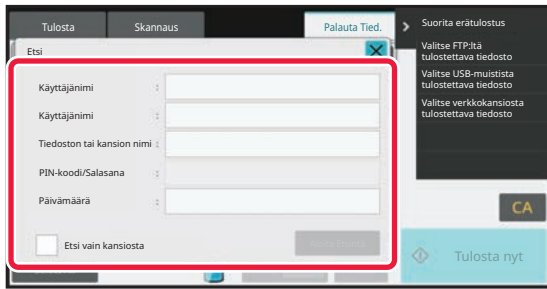 Tulosta
Skannaus
Palauta Tied.
Suorita erätulostus
Etsi
Valitse FTP:ltä
tulostettava tiedosto
Valitse USB-muistista
tulostettava tiedosto
Valitse verkkokansiosta
tulostettava tiedosto
Käyttäjänimi :
Käyttäjänimi :
Tiedoston tai kansion nimi :
PIN-koodi/Salasana :
Päivämäärä :
Etsi vain kansiosta
CA
Tulosta nyt